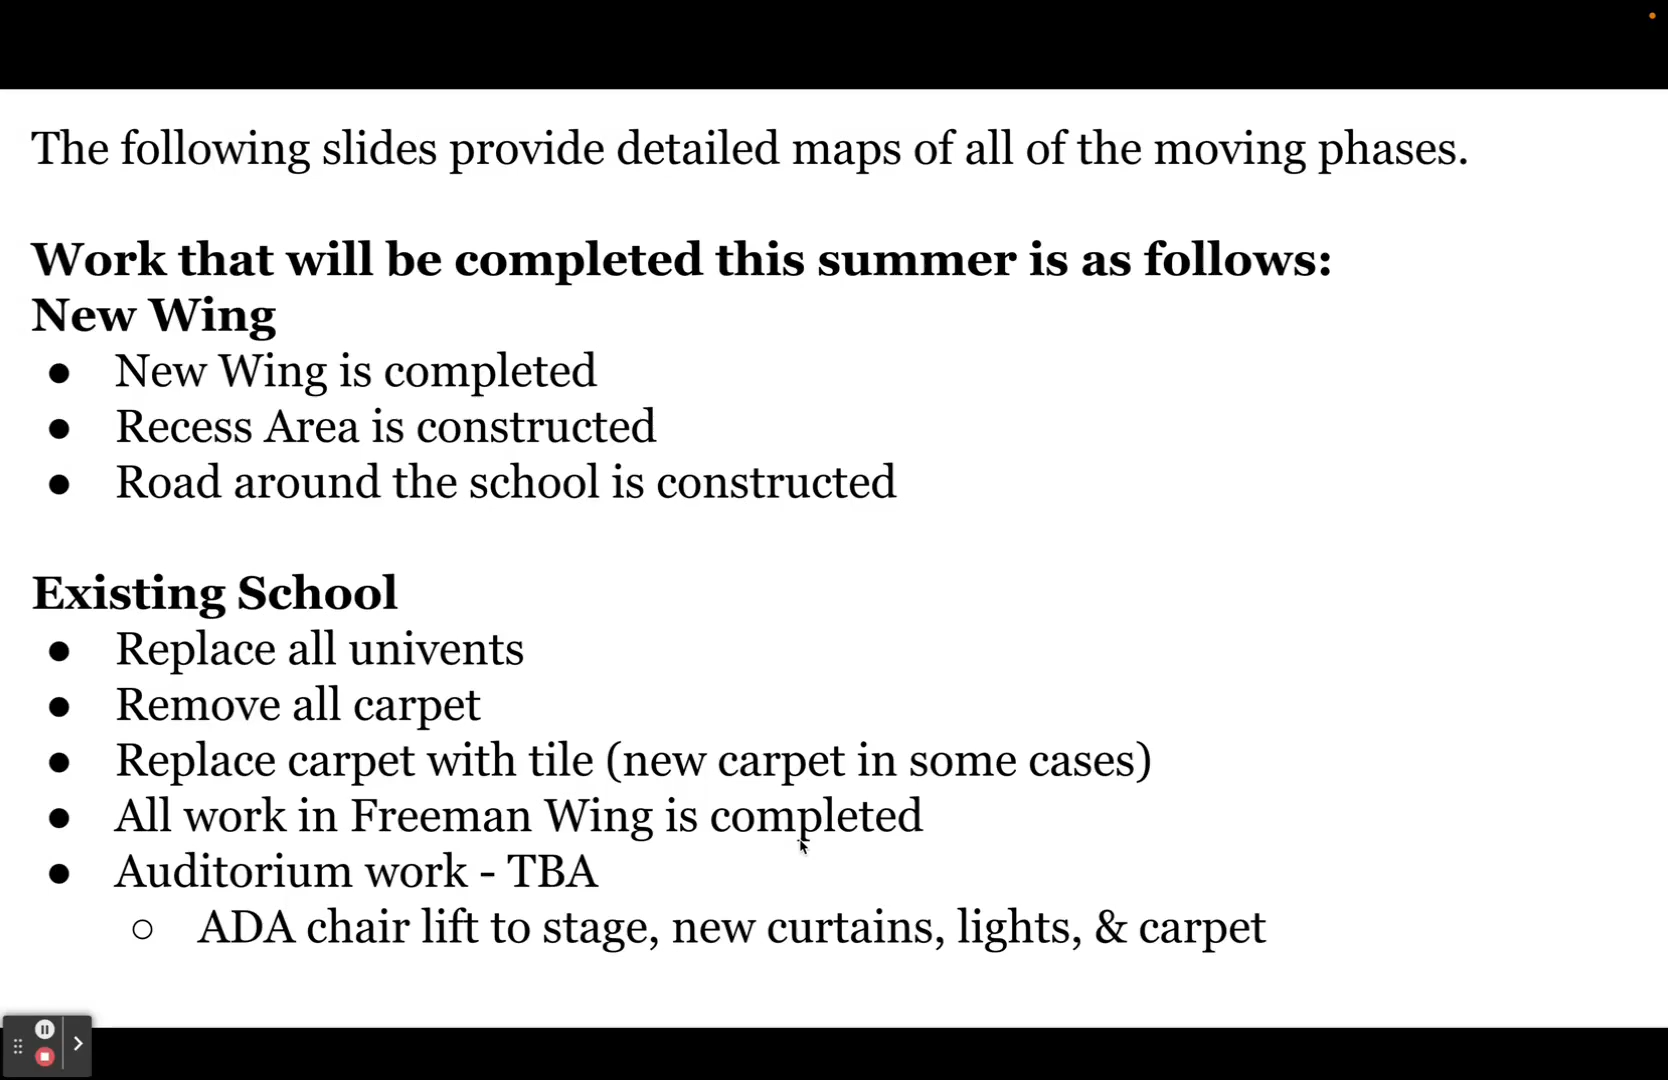 The following slides provide detailed maps of all of the moving phases.
Work that will be completed this summer is as follows:
New Wing
● New Wing is completed
● Recess Area is constructed
● Road around the school is constructed
Existing School
● Replace all univents
● Remove all carpet
● Replace carpet with tile (new carpet in some cases)
● All work in Freeman Wing is completed
● Auditorium work - TBA
○ ADA chair lift to stage, new curtains, lights, & carpet